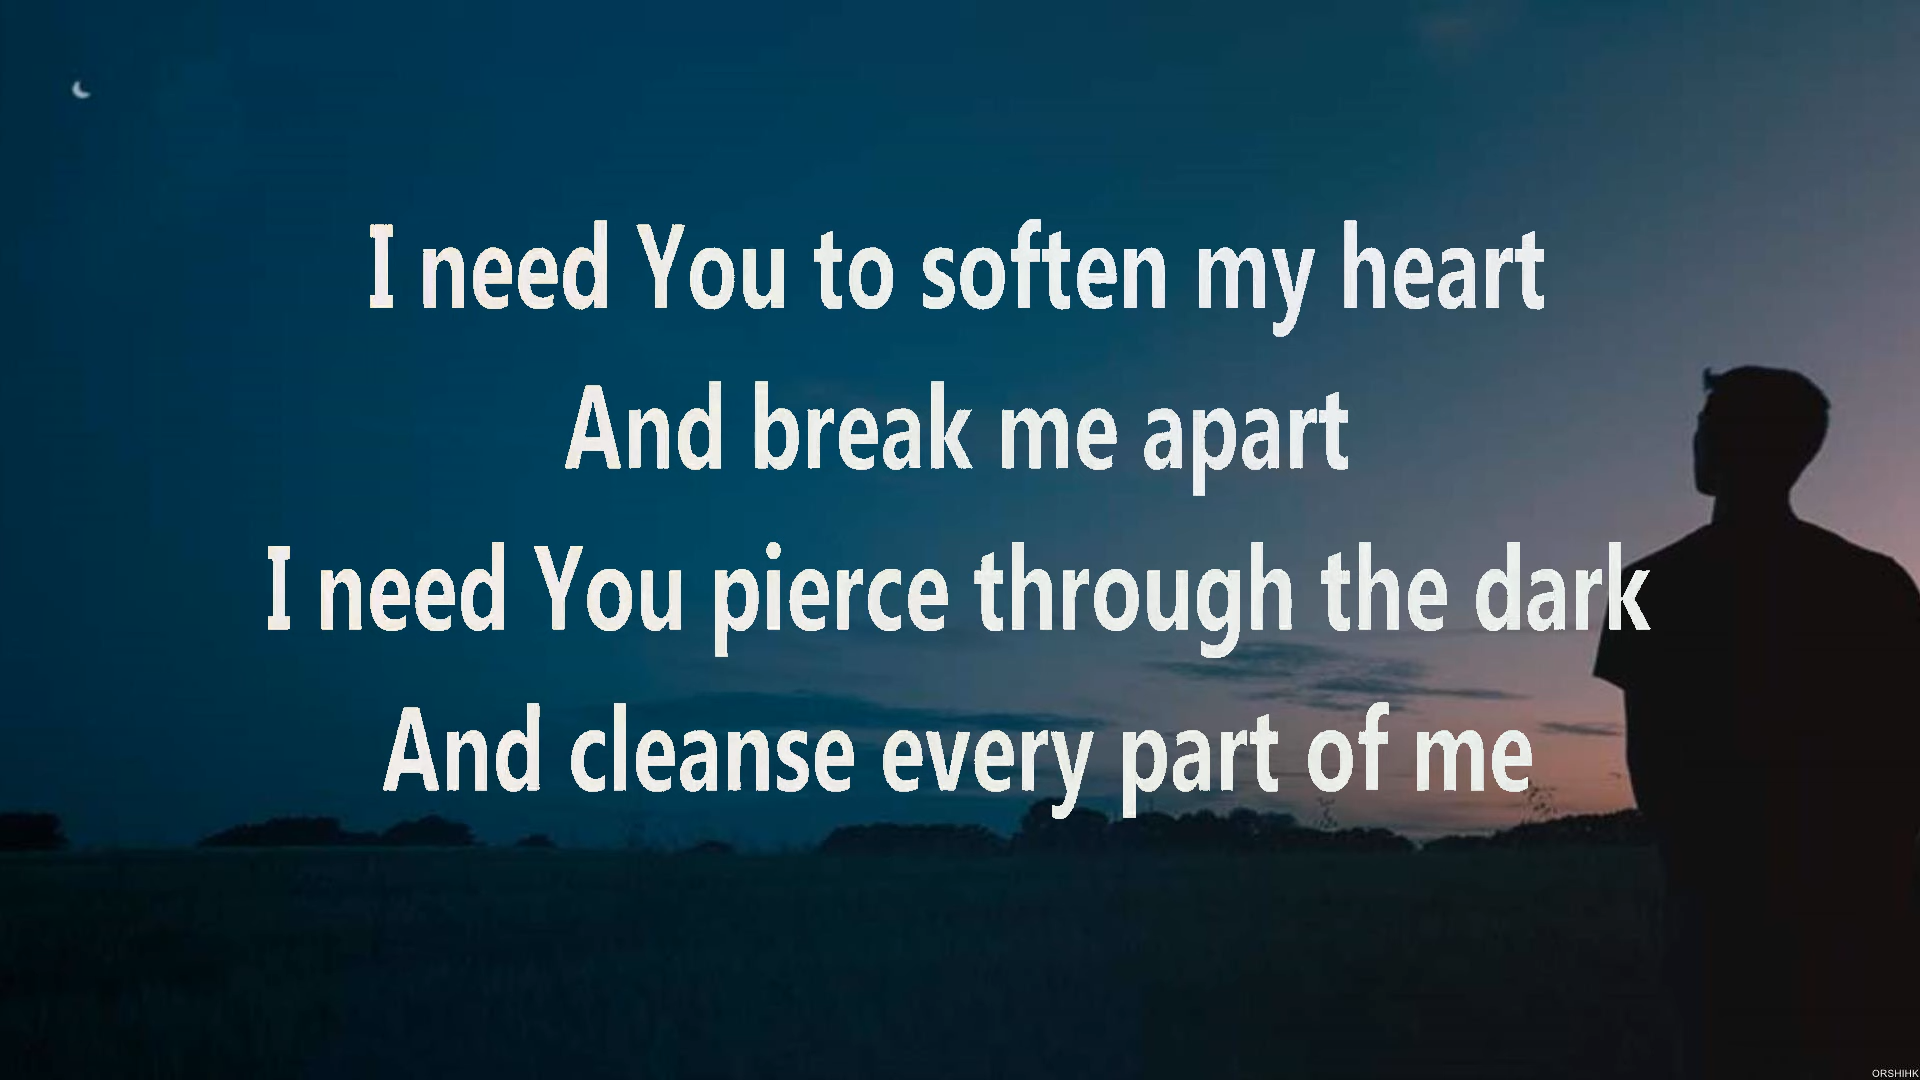 I need You to soften my heart
And break me apart
I need You pierce through the dark
And cleanse every part of me
ORSHIHK